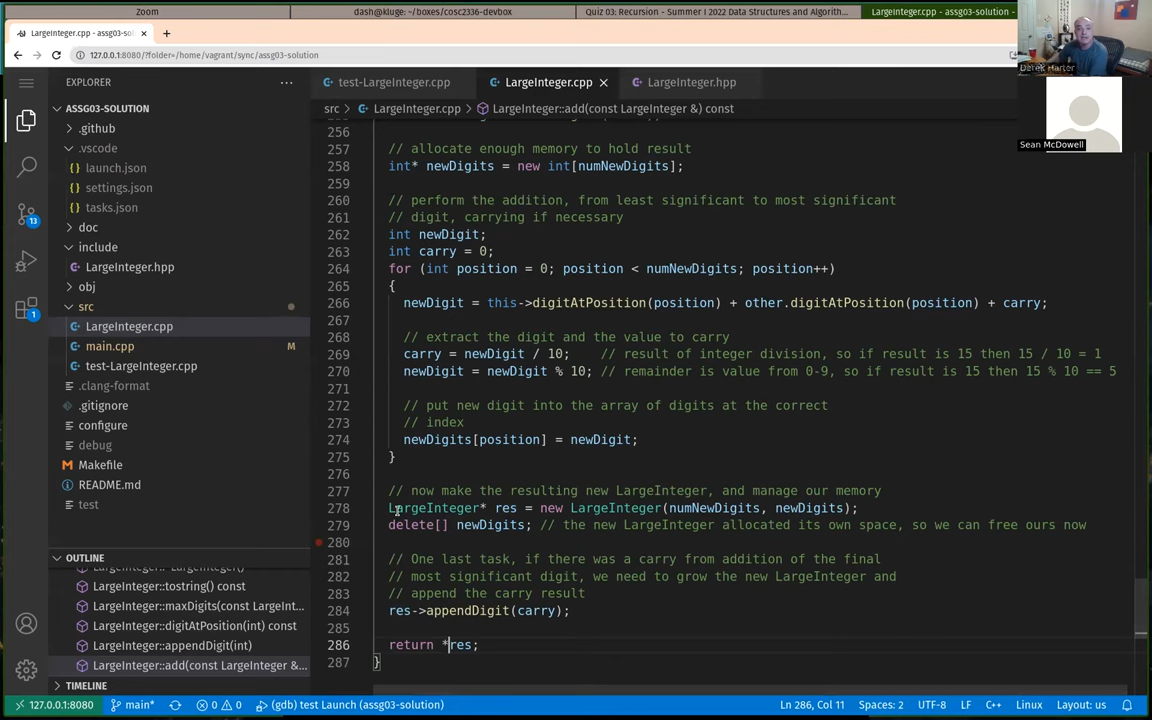 Zoom
dash@kluge: ~/boxes/cosc2336-devbox
Quiz 03: Recursion - Summer I 2022 Data Structures and Algorith...
LargeInteger.cpp - assg03-solution -
LargeInteger.cpp - assg03-so
127.0.0.1:8080/?folder=/home/vagrant/sync/assg03-solution
Derek Harter
Sean McDowell
EXPLORER
ASSG03-SOLUTION
.github
.vscode
launch.json
settings.json
tasks.json
doc
include
LargeInteger.hpp
obj
src
LargeInteger.cpp
main.cpp M
test-LargeInteger.cpp
.clang-format
.gitignore
configure
debug
Makefile
README.md
test
13
1
OUTLINE
LargeInteger::tostring() const
LargeInteger::maxDigits(const LargeInt...
LargeInteger::digitAtPosition(int) const
LargeInteger::appendDigit(int)
LargeInteger::add(const LargeInteger &...
TIMELINE
test-LargeInteger.cpp
LargeInteger.cpp
LargeInteger.hpp
src > LargeInteger.cpp > LargeInteger::add(const LargeInteger &) const
256
257 // allocate enough memory to hold result
258 int* newDigits = new int[numNewDigits];
259
260 // perform the addition, from least significant to most significant
261 // digit, carrying if necessary
262 int newDigit;
263 int carry = 0;
264 for (int position = 0; position < numNewDigits; position++)
265 {
266 newDigit = this->digitAtPosition(position) + other.digitAtPosition(position) + carry;
267
268 // extract the digit and the value to carry
269 carry = newDigit / 10; // result of integer division, so if result is 15 then 15 / 10 = 1
270 newDigit = newDigit % 10; // remainder is value from 0-9, so if result is 15 then 15 % 10 == 5
271
272 // put new digit into the array of digits at the correct
273 // index
274 newDigits[position] = newDigit;
275 }
276
277 // now make the resulting new LargeInteger, and manage our memory
278 LargeInteger* res = new LargeInteger(numNewDigits, newDigits);
279 delete[] newDigits; // the new LargeInteger allocated its own space, so we can free ours now
280
281 // One last task, if there was a carry from addition of the final
282 // most significant digit, we need to grow the new LargeInteger and
283 // append the carry result
284 res->appendDigit(carry);
285
286 return *res;
287 }
127.0.0.1:8080
main*
0 0
(gdb) test Launch (assg03-solution)
Ln 286, Col 11
Spaces: 2
UTF-8
LF
C++
Linux
Layout: us